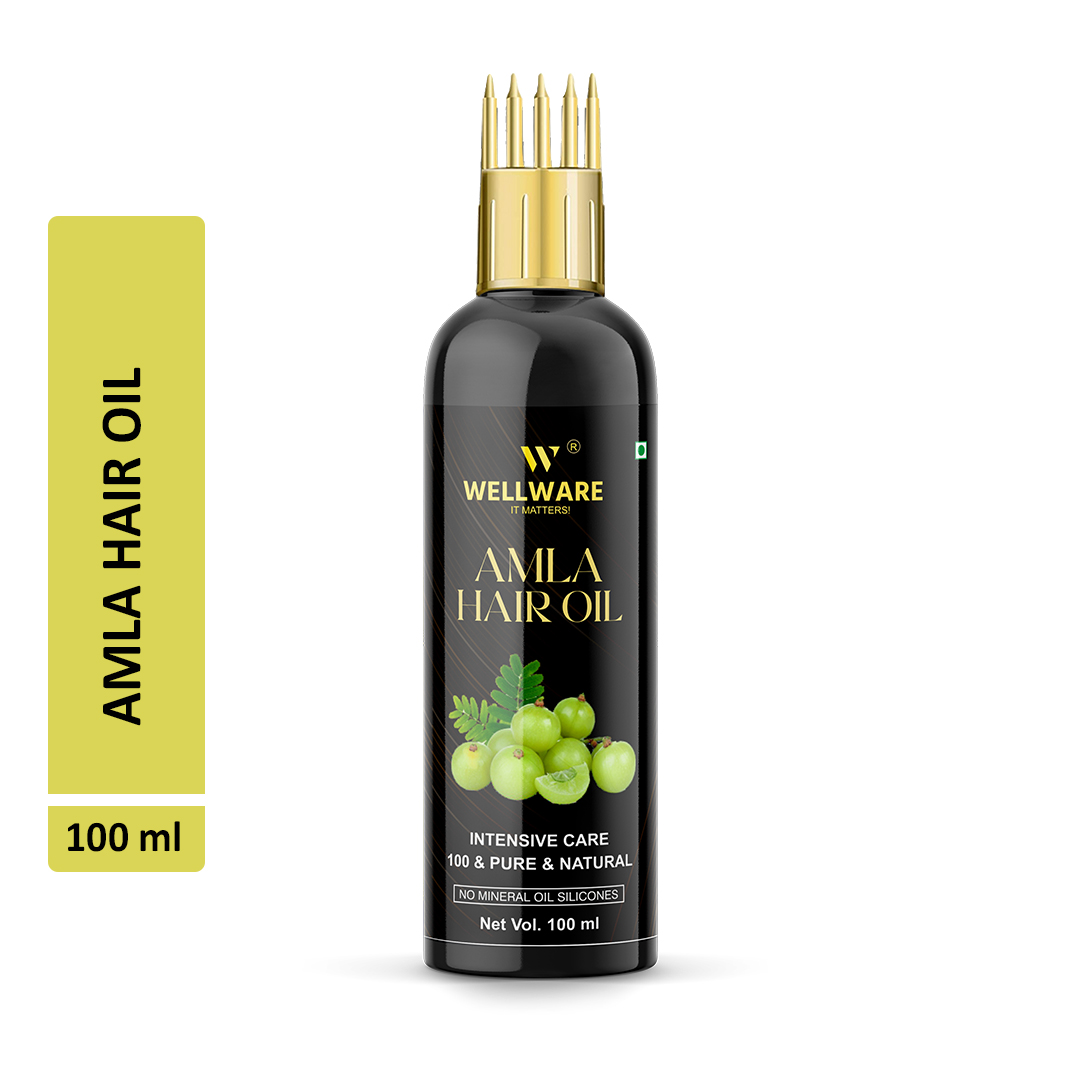 AMLA HAIR OIL
100 ml
W ®
WELLWARE
IT MATTERS!
AMLA
HAIR OIL
INTENSIVE CARE
100 & PURE & NATURAL
NO MINERAL OIL SILICONES
Net Vol. 100 ml